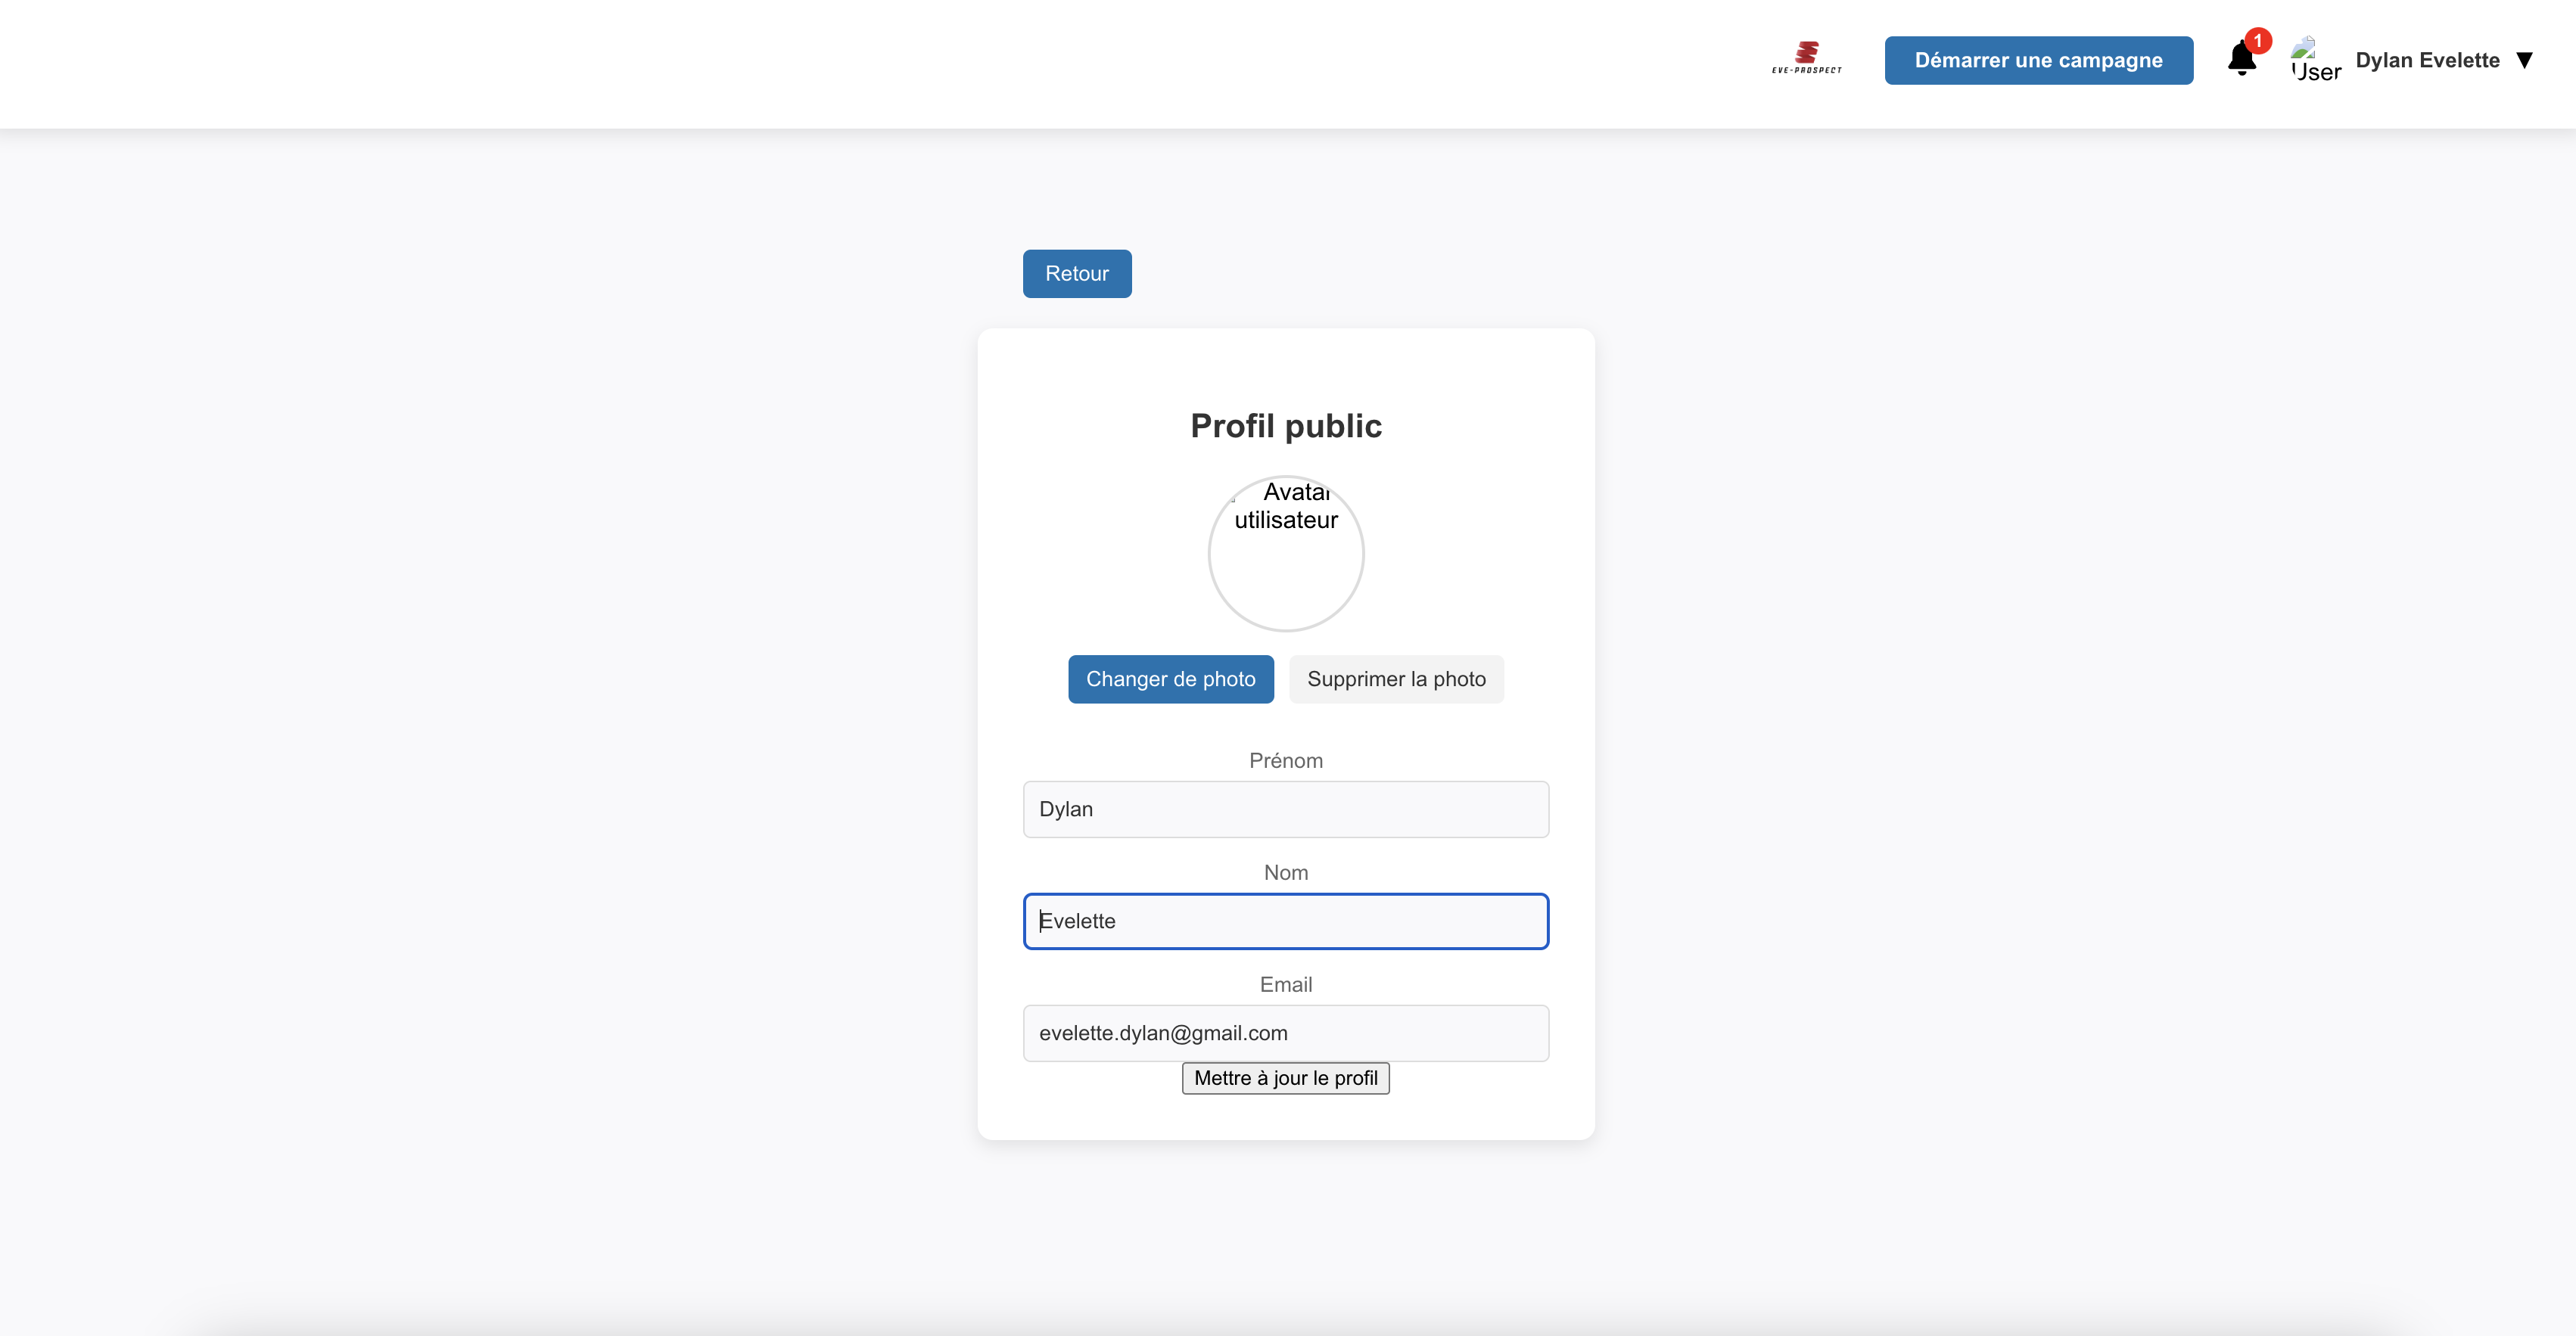 EVE-PROSPECT
Démarrer une campagne
1
User
Dylan Evelette
Retour
Profil public
Avatar
utilisateur
Changer de photo
Supprimer la photo
Prénom
Dylan
Nom
Evelette
Email
evelette.dylan@gmail.com
Mettre à jour le profil